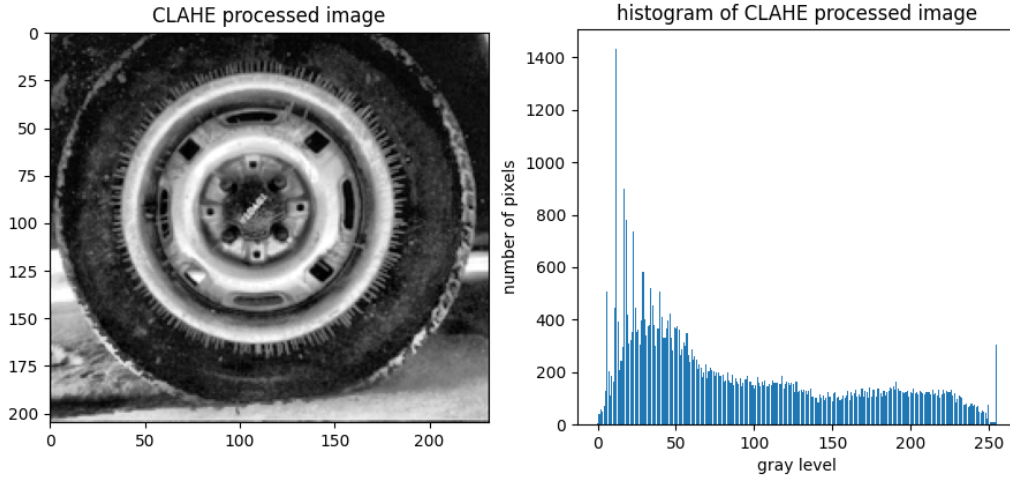 CLAHE processed image
0
25
50
75
100
125
150
175
200
0 50 100 150 200
histogram of CLAHE processed image
number of pixels
1400
1200
1000
800
600
400
200
0
0 50 100 150 200 250
gray level